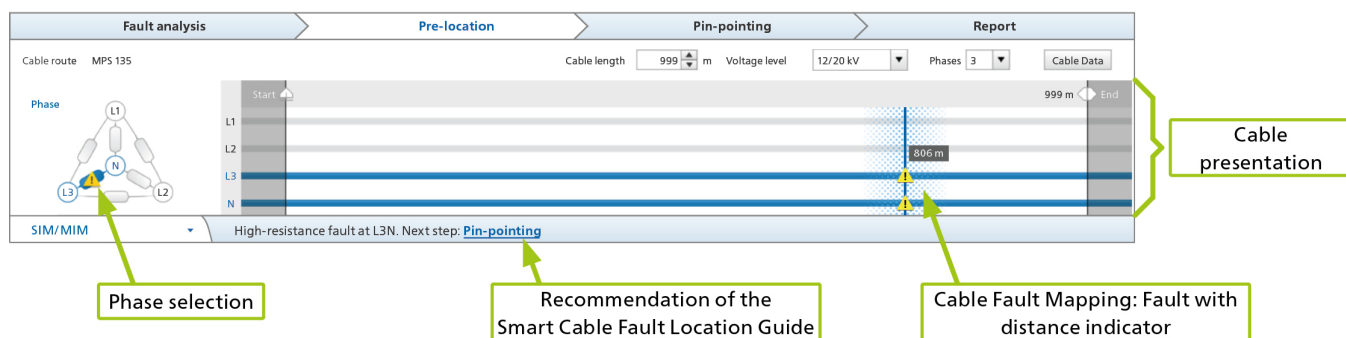 Fault analysis Pre-location Pin-pointing Report
Cable route MPS 135 Cable length 999 m Voltage level 12/20 kV Phases 3 Cable Data
Phase
Start 999 m End
L1
L1
L2
N
806 m
L3
L2
L3
N
SIM/MIM High-resistance fault at L3N. Next step: Pin-pointing
Cable
presentation
Phase selection
Recommendation of the
Smart Cable Fault Location Guide
Cable Fault Mapping: Fault with
distance indicator